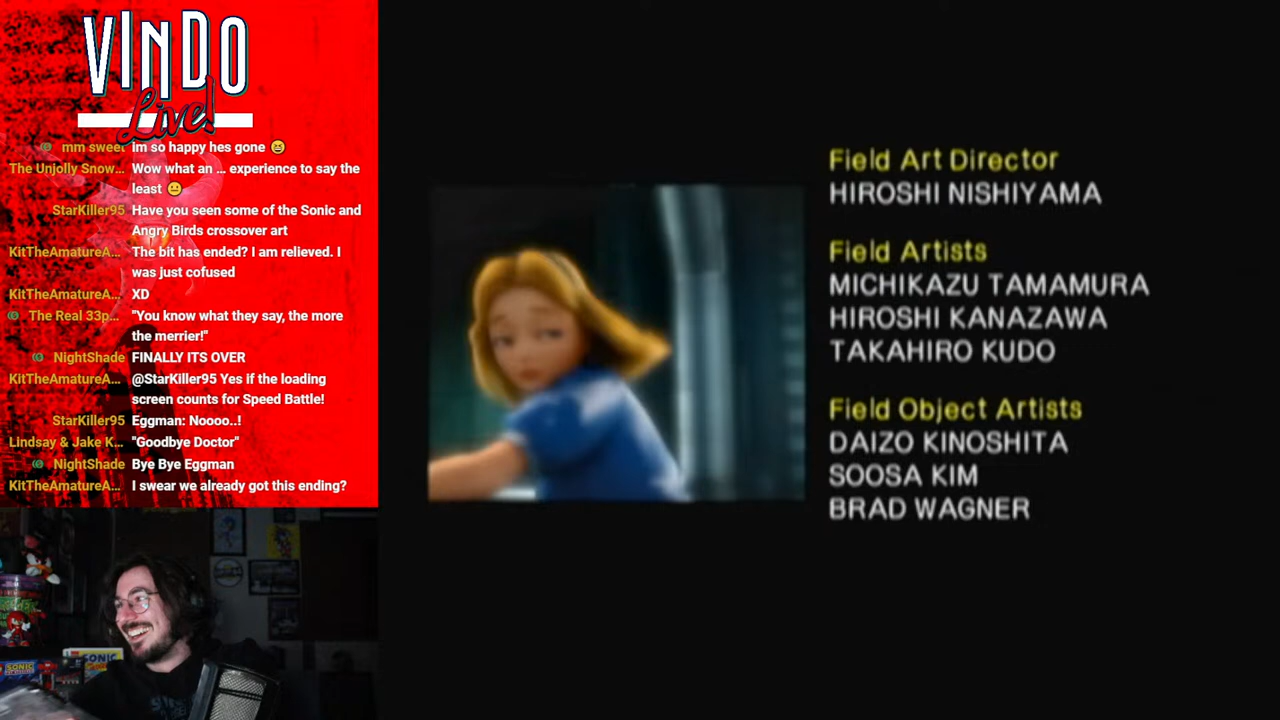 VINDO
Live!
mm sweet Im so happy hes gone 😆
The Unjolly Snow... Wow what an ... experience to say the
least 😐
StarKiller95 Have you seen some of the Sonic and
Angry Birds crossover art
KitTheAmatureA... The bit has ended? I am relieved. I
was just cofused
KitTheAmatureA... XD
The Real 33p... "You know what they say, the more
the merrier!"
NightShade FINALLY ITS OVER
KitTheAmatureA... @StarKiller95 Yes if the loading
screen counts for Speed Battle!
StarKiller95 Eggman: Noooo..!
Lindsay & Jake K... "Goodbye Doctor"
NightShade Bye Bye Eggman
KitTheAmatureA... I swear we already got this ending?
Field Art Director
HIROSHI NISHIYAMA
Field Artists
MICHIKAZU TAMAMURA
HIROSHI KANAZAWA
TAKAHIRO KUDO
Field Object Artists
DAIZO KINOSHITA
SOOSA KIM
BRAD WAGNER
SONIC
SONIC